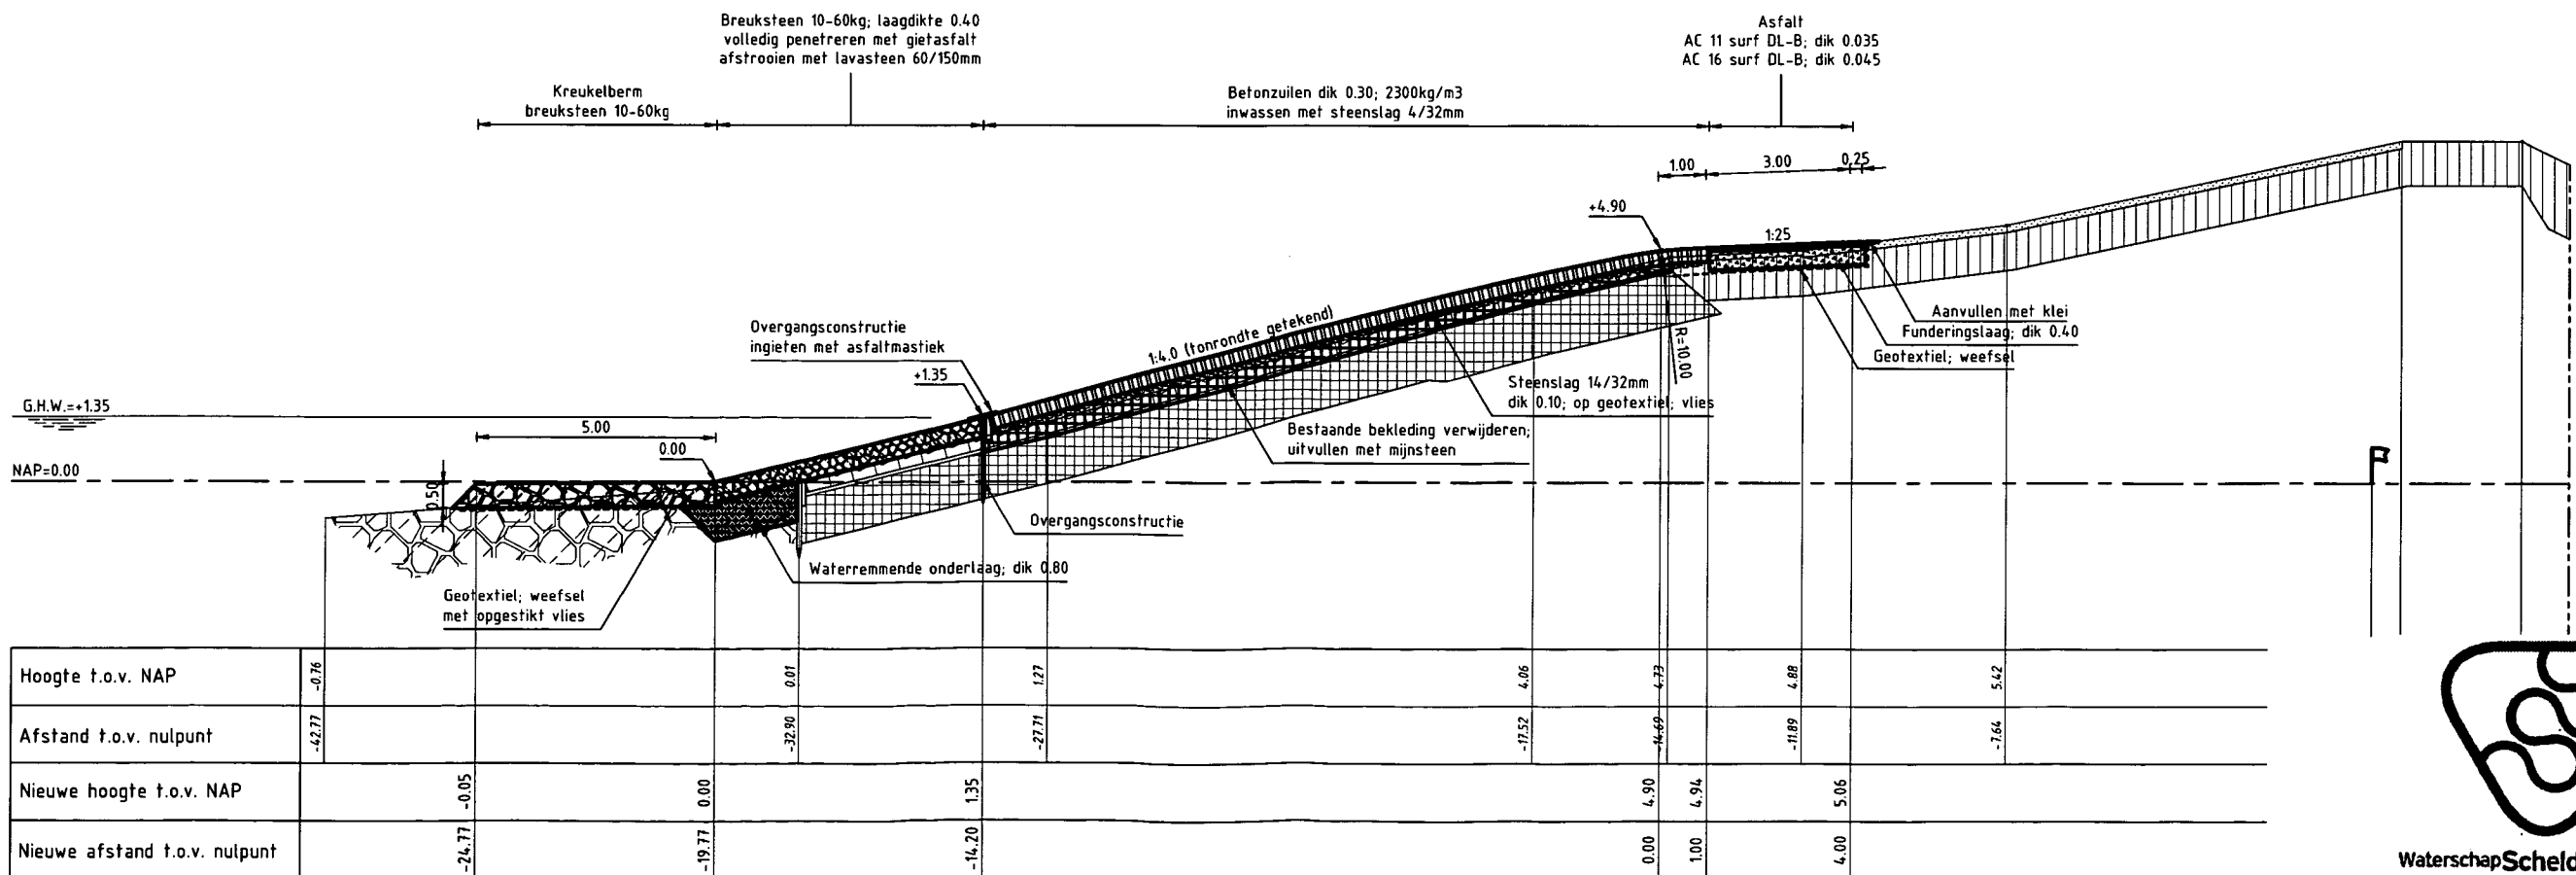 Breuksteen 10-60kg; laagdikte 0.40
volledig penetreren met gietasfalt
afstrooien met lavasteen 60/150mm
Asfalt
AC 11 surf DL-B; dik 0.035
AC 16 surf DL-B; dik 0.045
Kreukelberm
breuksteen 10-60kg
Betonzuilen dik 0.30; 2300kg/m3
inwassen met steenslag 4/32mm
1.00
3.00
0,25
+4.90
1:25
Overgangsconstructie
ingieten met asfaltmastiek
1:4.0 (tonrondte getekend)
+1.35
R=10.00
Aanvullen met klei
Funderingslaag; dik 0.40
Geotextiel; weefsel
Steenslag 14/32mm
dik 0.10; op geotextiel; vlies
G.H.W.=+1.35
5.00
0.00
Bestaande bekleding verwijderen;
uitvullen met mijnsteen
NAP=0.00
0.50
Overgangsconstructie
Waterremmende onderlaag; dik 0.80
Geotextiel; weefsel
met opgestikt vlies
Hoogte t.o.v. NAP -0.76 0.01 1.27 4.06 4.73 4.88 5.42
Afstand t.o.v. nulpunt -42.77 -32.90 -27.71 -17.52 -14.69 -11.89 -7.64
Nieuwe hoogte t.o.v. NAP -0.05 0.00 1.35 4.90 4.94 5.06
Nieuwe afstand t.o.v. nulpunt -24.77 -19.77 -14.20 0.00 1.00 4.00
WaterschapScheld